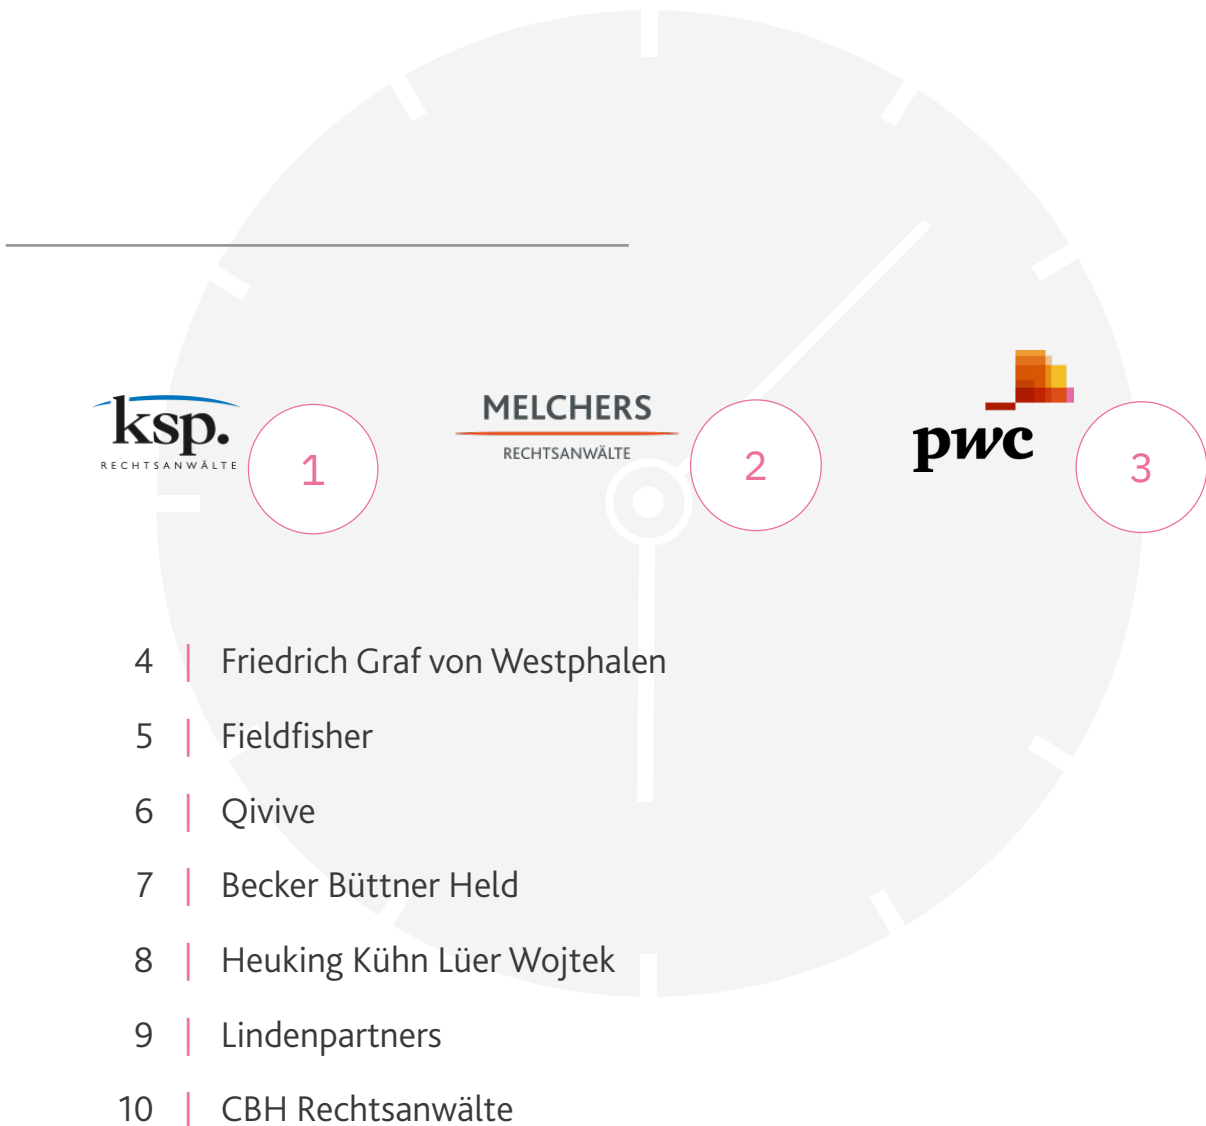 ksp.
RECHTSANWÄLTE
1
MELCHERS
RECHTSANWÄLTE
2
pwc
3
4 | Friedrich Graf von Westphalen
5 | Fieldfisher
6 | Qivive
7 | Becker Büttner Held
8 | Heuking Kühn Lüer Wojtek
9 | Lindenpartners
10 | CBH Rechtsanwälte